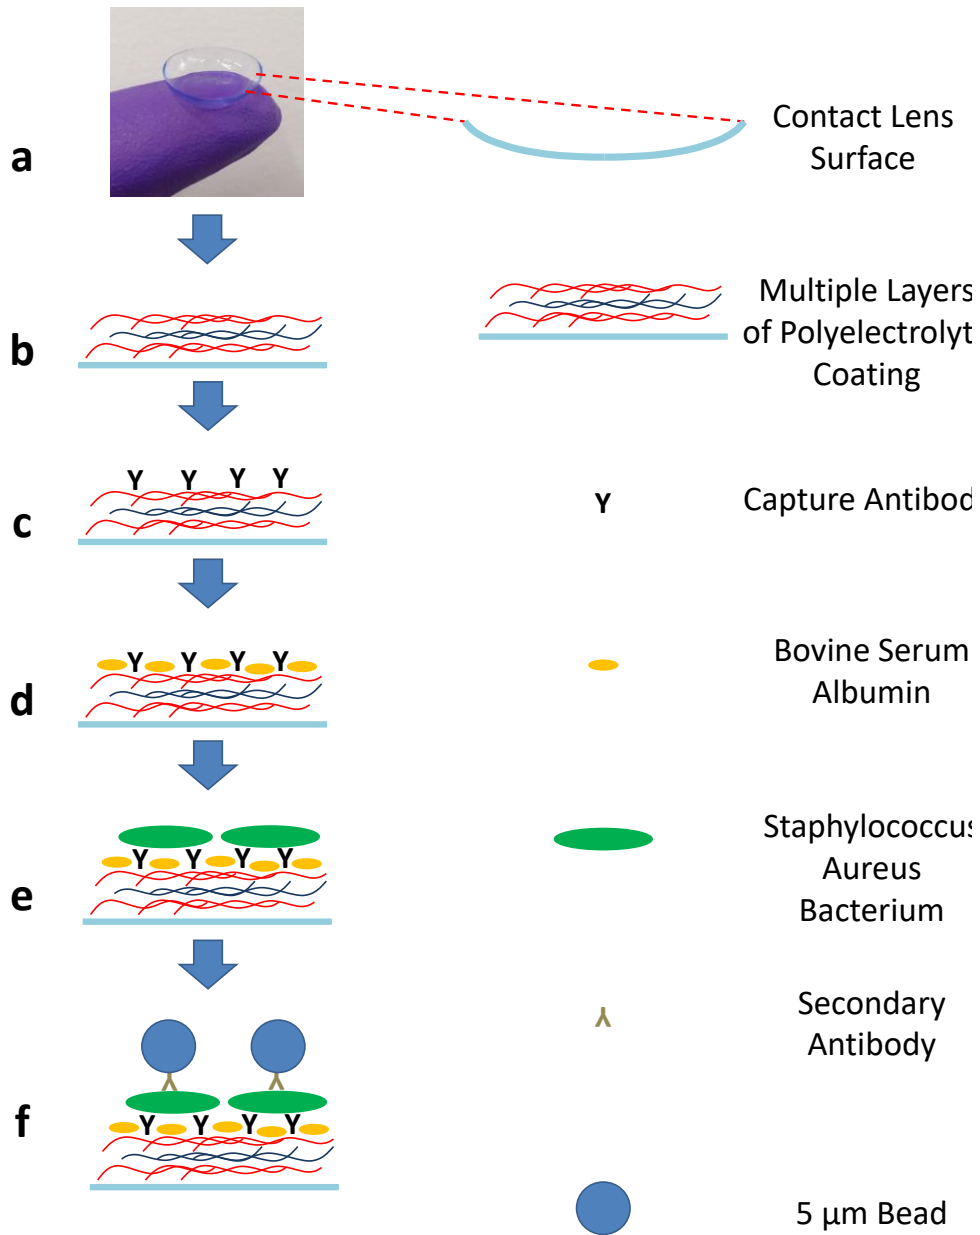 a
Contact Lens
Surface
b
Multiple Layers
of Polyelectrolyt
Coating
c
Y Y Y Y
Y
Capture Antibod
d
Y Y Y Y
Bovine Serum
Albumin
e
Y Y Y Y
Staphylococcus
Aureus
Bacterium
Secondary
Antibody
f
Y Y Y Y
5 µm Bead